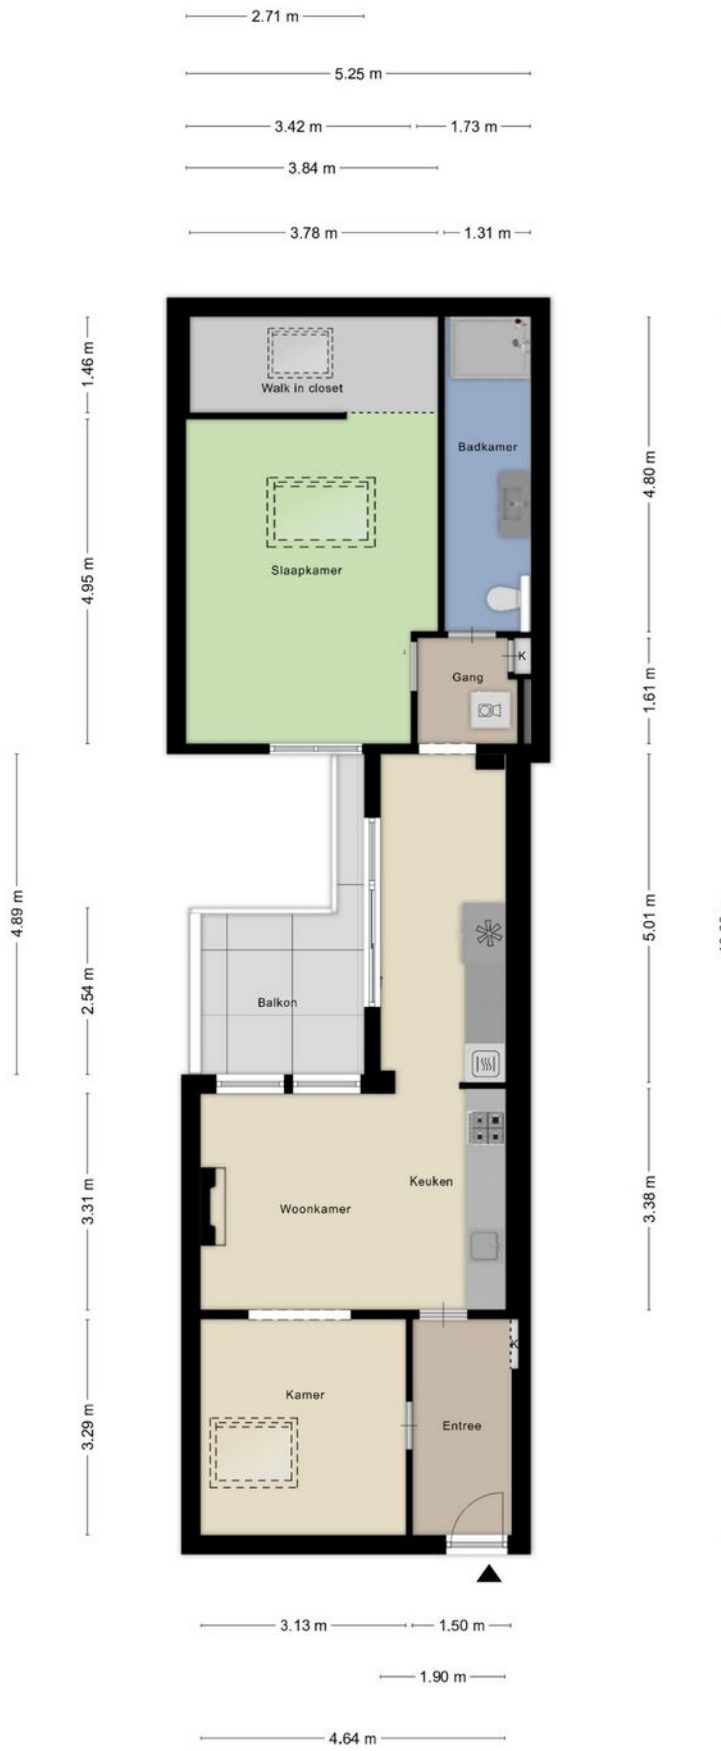 2.71 m
5.25 m
3.42 m
1.73 m
3.84 m
3.78 m
1.31 m
1.46 m
Walk in closet
Badkamer
4.80 m
4.95 m
Slaapkamer
K
Gang
1.61 m
4.89 m
5.01 m
2.54 m
Balkon
Keuken
3.31 m
Woonkamer
3.38 m
K
Kamer
3.29 m
Entree
3.13 m
1.50 m
1.90 m
4.64 m